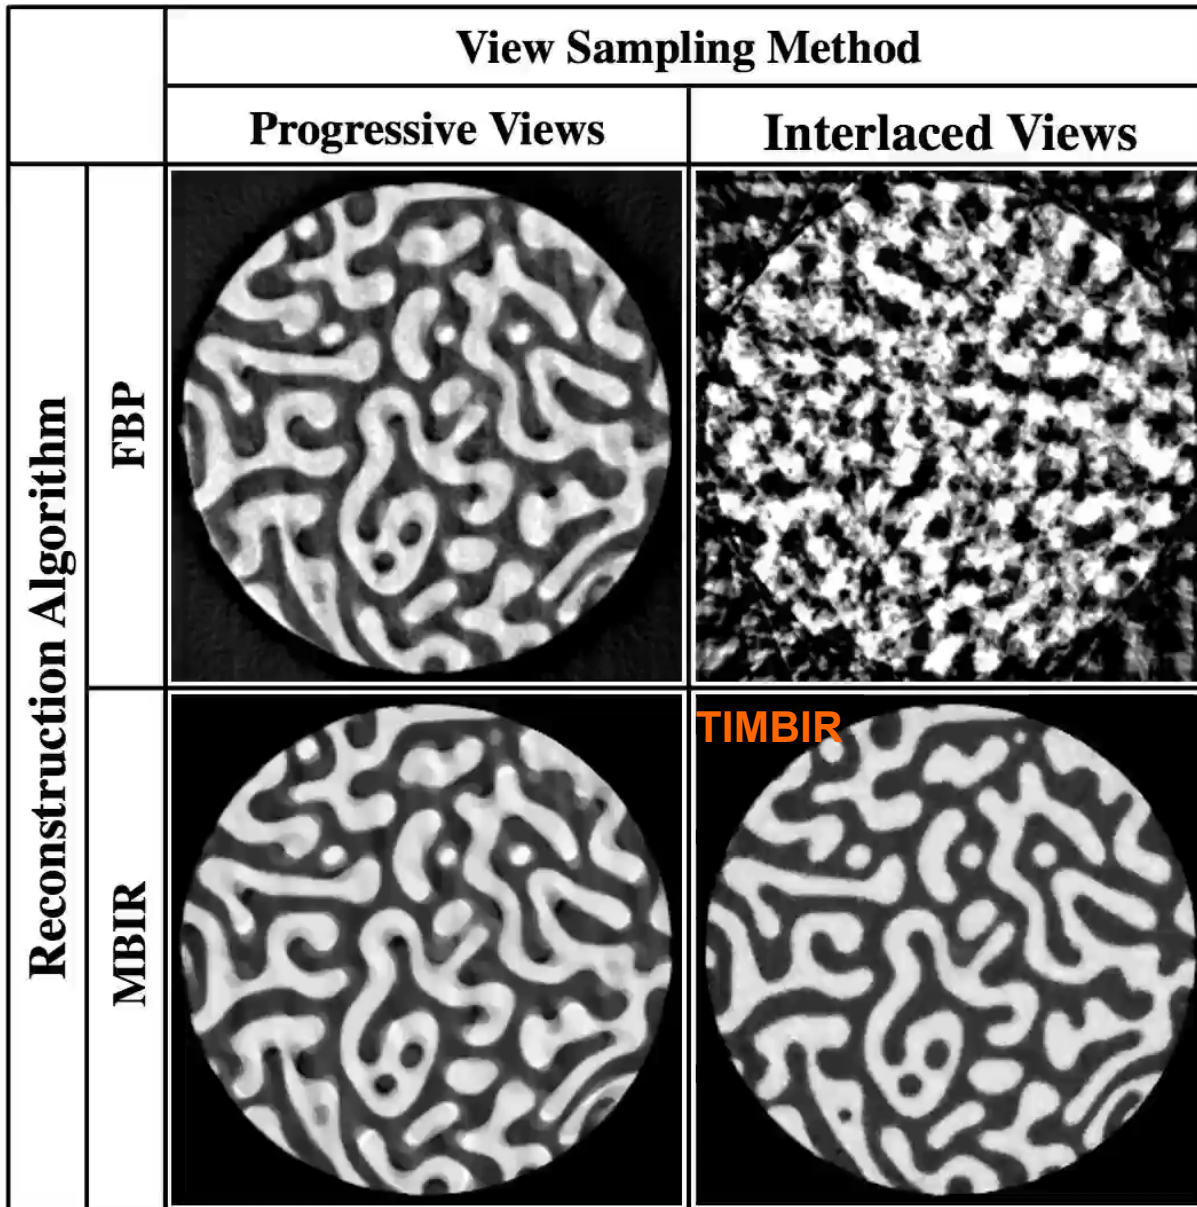 View Sampling Method
Progressive Views
Interlaced Views
Reconstruction Algorithm
FBP
MBIR
TIMBIR